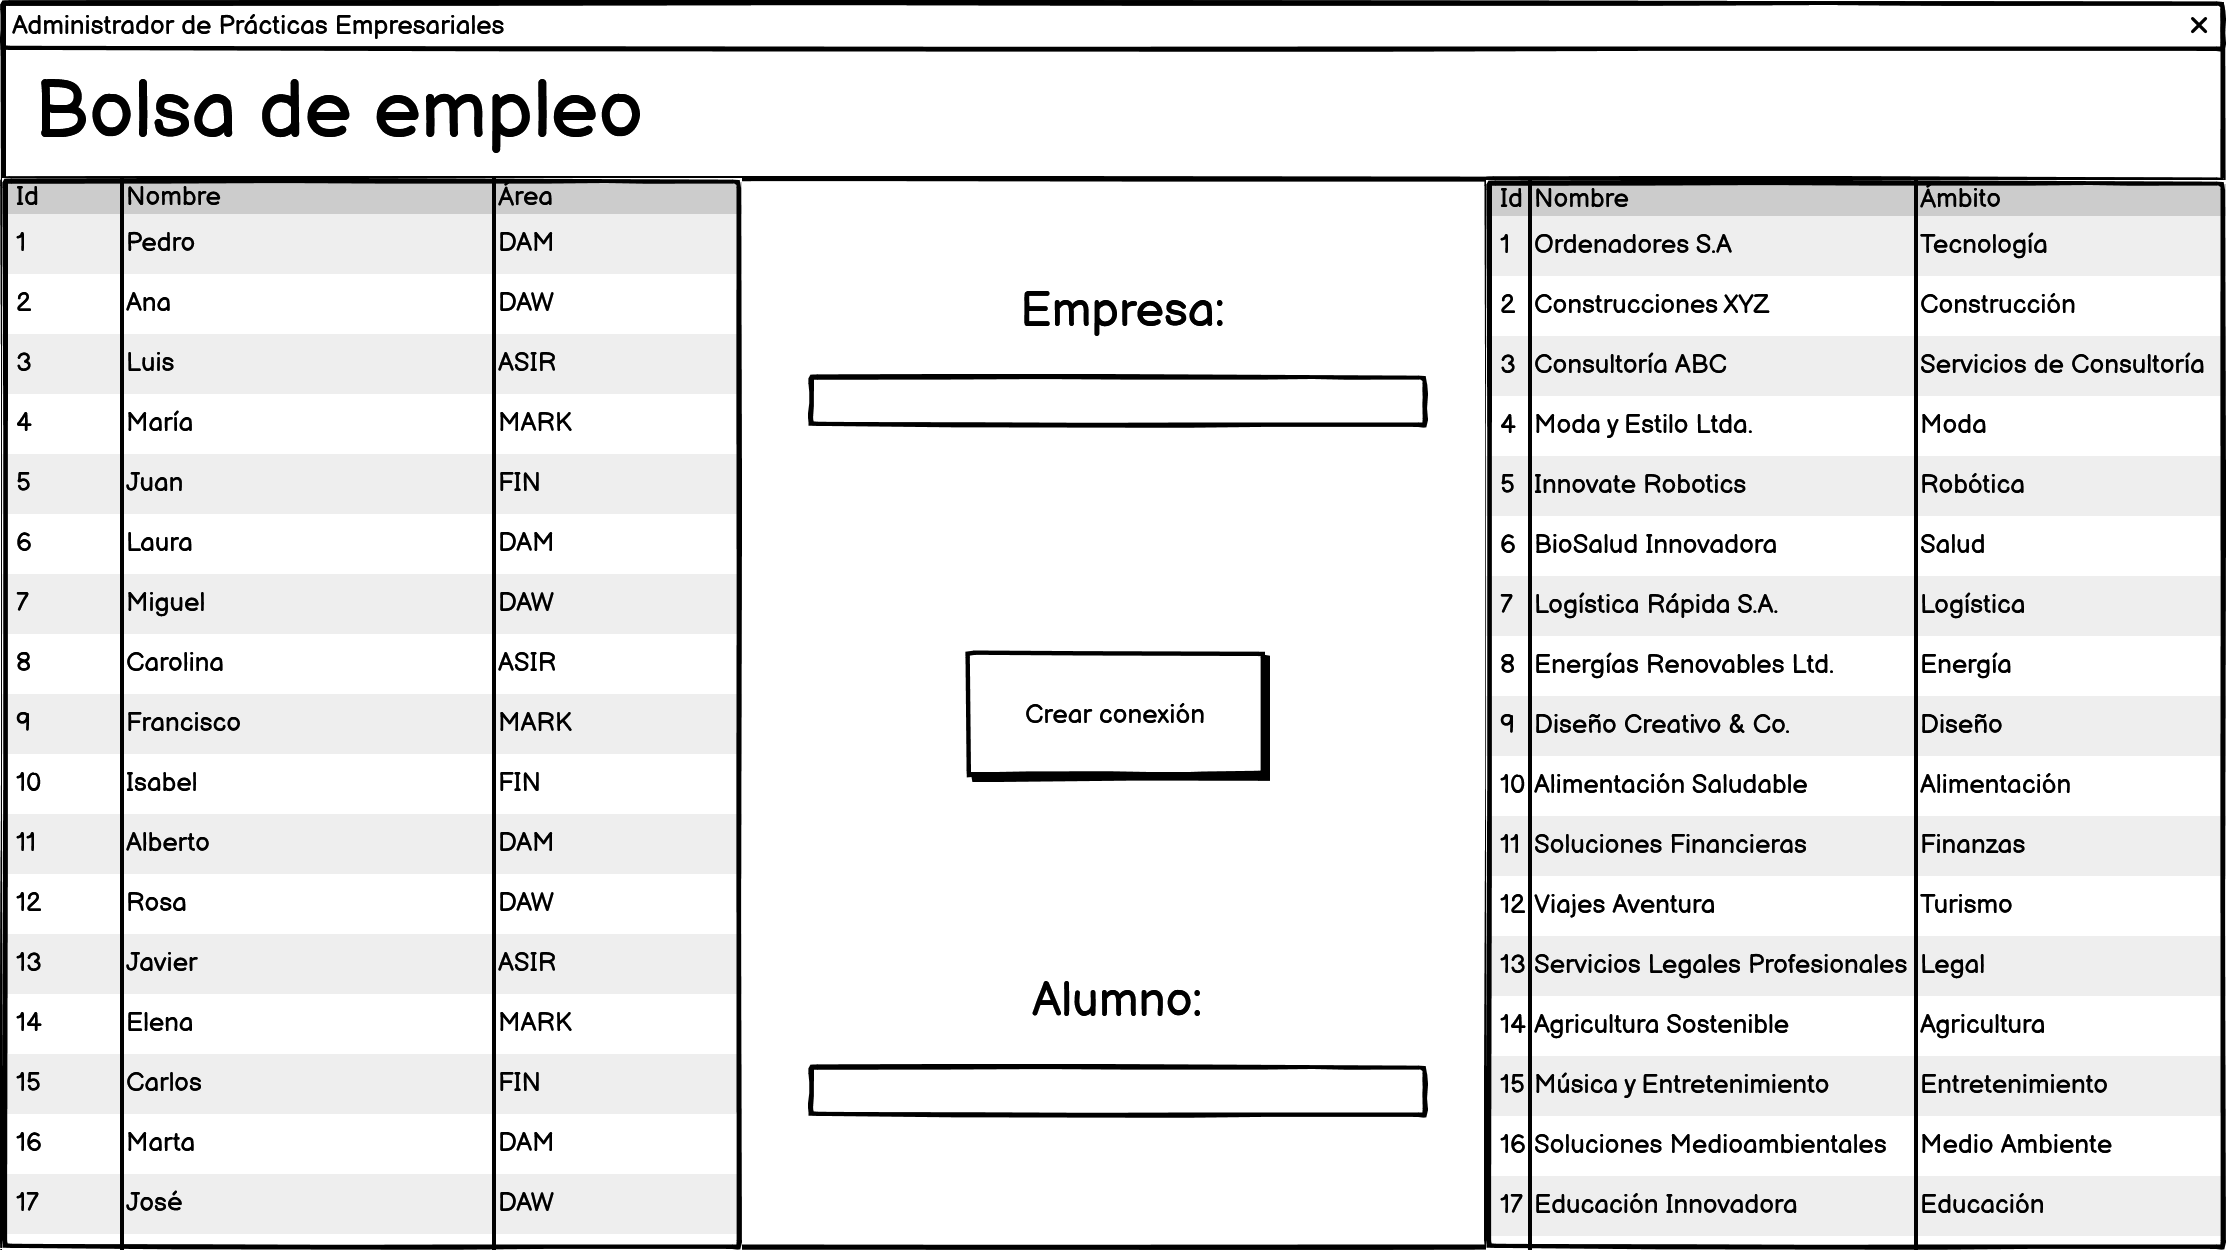 Administrador de Prácticas Empresariales
Bolsa de empleo
Id Nombre Área
1 Pedro DAM
2 Ana DAW
3 Luis ASIR
4 María MARK
5 Juan FIN
6 Laura DAM
7 Miguel DAW
8 Carolina ASIR
9 Francisco MARK
10 Isabel FIN
11 Alberto DAM
12 Rosa DAW
13 Javier ASIR
14 Elena MARK
15 Carlos FIN
16 Marta DAM
17 José DAW
Empresa:
Crear conexión
Alumno:
Id Nombre Ámbito
1 Ordenadores S.A Tecnología
2 Construcciones XYZ Construcción
3 Consultoría ABC Servicios de Consultoría
4 Moda y Estilo Ltda. Moda
5 Innovate Robotics Robótica
6 BioSalud Innovadora Salud
7 Logística Rápida S.A. Logística
8 Energías Renovables Ltd. Energía
9 Diseño Creativo & Co. Diseño
10 Alimentación Saludable Alimentación
11 Soluciones Financieras Finanzas
12 Viajes Aventura Turismo
13 Servicios Legales Profesionales Legal
14 Agricultura Sostenible Agricultura
15 Música y Entretenimiento Entretenimiento
16 Soluciones Medioambientales Medio Ambiente
17 Educación Innovadora Educación